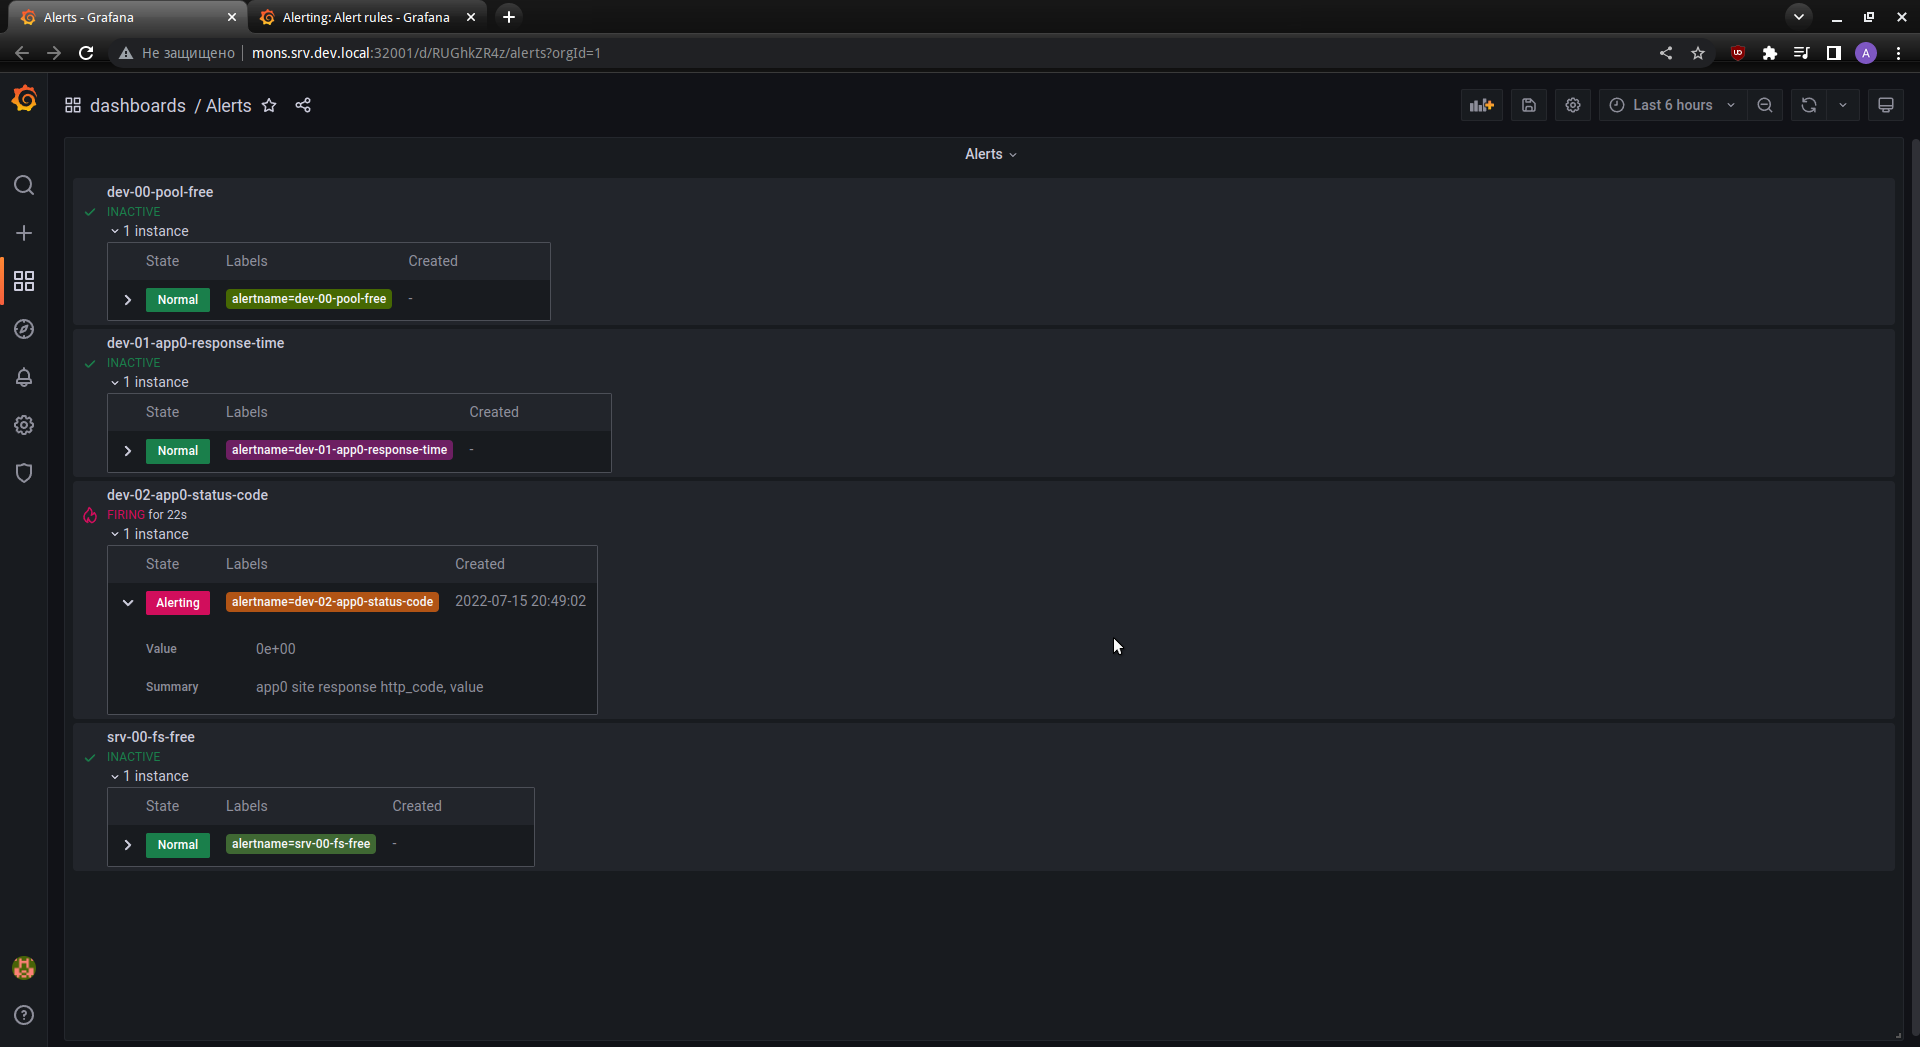 Alerts - Grafana
Alerting: Alert rules - Grafana
Не защищено mons.srv.dev.local:32001/d/RUGhkZR4z/alerts?orgId=1
A
dashboards / Alerts
Last 6 hours
Alerts
dev-00-pool-free
INACTIVE
1 instance
State Labels Created
Normal alertname=dev-00-pool-free -
dev-01-app0-response-time
INACTIVE
1 instance
State Labels Created
Normal alertname=dev-01-app0-response-time -
dev-02-app0-status-code
FIRING for 22s
1 instance
State Labels Created
Alerting alertname=dev-02-app0-status-code 2022-07-15 20:49:02
Value 0e+00
Summary app0 site response http_code, value
srv-00-fs-free
INACTIVE
1 instance
State Labels Created
Normal alertname=srv-00-fs-free -